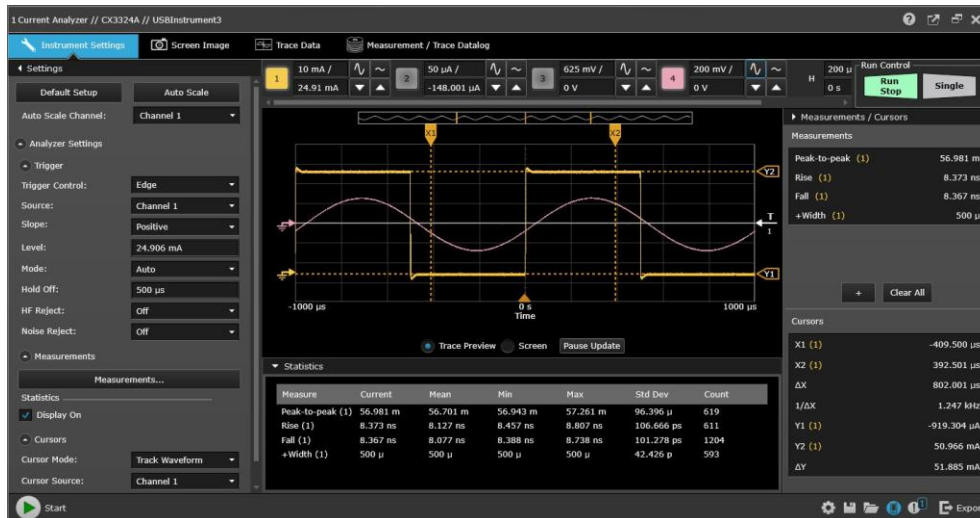 1 Current Analyzer // CX3324A // USBInstrument3
Instrument Settings
Screen Image
Trace Data
Measurement / Trace Datalog
Settings
Default Setup
Auto Scale
Auto Scale Channel:
Channel 1
Analyzer Settings
Trigger
Trigger Control:
Edge
Source:
Channel 1
Slope:
Positive
Level:
24.906 mA
Mode:
Auto
Hold Off:
500 µs
HF Reject:
Off
Noise Reject:
Off
Measurements
Measurements...
Statistics
Display On
Cursors
Cursor Mode:
Track Waveform
Cursor Source:
Channel 1
Start
1
10 mA /
24.91 mA
2
50 µA /
-148.001 µA
3
625 mV /
0 V
4
200 mV /
0 V
H
200 µ
0 s
Run Control
Run
Stop
Single
X1
X2
Y2
T
1
Y1
-1000 µs
0 s
1000 µs
Time
Trace Preview
Screen
Pause Update
Statistics
Measure Current Mean Min Max Std Dev Count
Peak-to-peak (1) 56.981 m 56.701 m 56.943 m 57.261 m 96.396 µ 619
Rise (1) 8.373 ns 8.127 ns 8.457 ns 8.807 ns 106.666 ps 611
Fall (1) 8.367 ns 8.077 ns 8.388 ns 8.738 ns 101.278 ps 1204
+Width (1) 500 µ 500 µ 500 µ 500 µ 42.426 p 593
Measurements / Cursors
Measurements
Peak-to-peak (1) 56.981 m
Rise (1) 8.373 ns
Fall (1) 8.367 ns
+Width (1) 500 µ
+
Clear All
Cursors
X1 (1) -409.500 µs
X2 (1) 392.501 µs
ΔX 802.001 µs
1/ΔX 1.247 kHz
Y1 (1) -919.304 µA
Y2 (1) 50.966 mA
ΔY 51.885 mA
1
Expor